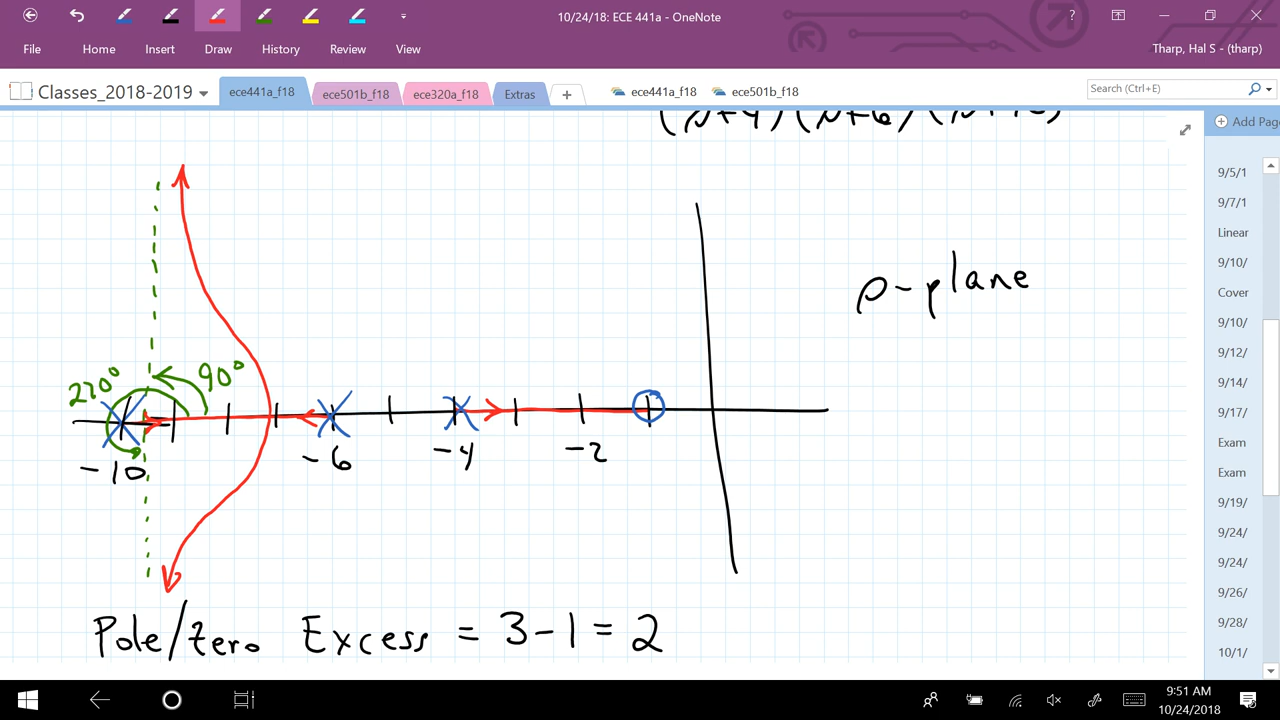 10/24/18: ECE 441a - OneNote
?
File
Home
Insert
Draw
History
Review
View
Tharp, Hal S - (tharp)
Classes_2018-2019
ece441a_f18
ece501b_f18
ece320a_f18
Extras
+
ece441a_f18
ece501b_f18
Search (Ctrl+E)
Add Pag
9/5/1
9/7/1
Linear
9/10/
Cover
9/10/
9/12/
9/14/
9/17/
Exam
Exam
9/19/
9/24/
9/24/
9/26/
9/28/
10/1/
ρ-plane
270°
90°
-10
-6
-4
-2
Pole/zero Excess = 3-1 = 2
9:51 AM
10/24/2018